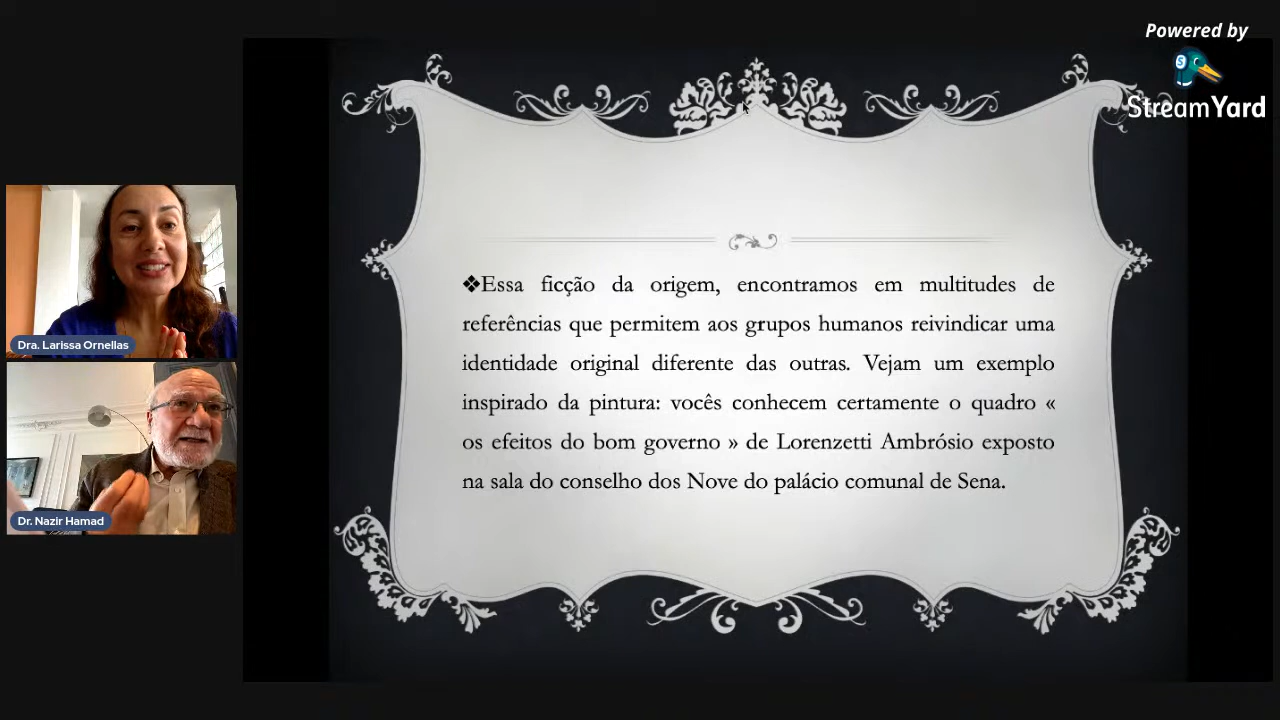 Powered by
StreamYard
❖Essa ficção da origem, encontramos em multitudes de
referências que permitem aos grupos humanos reivindicar uma
identidade original diferente das outras. Vejam um exemplo
inspirado da pintura: vocês conhecem certamente o quadro «
os efeitos do bom governo » de Lorenzetti Ambrósio exposto
na sala do conselho dos Nove do palácio comunal de Sena.
Dra. Larissa Ornellas
Dr. Nazir Hamad